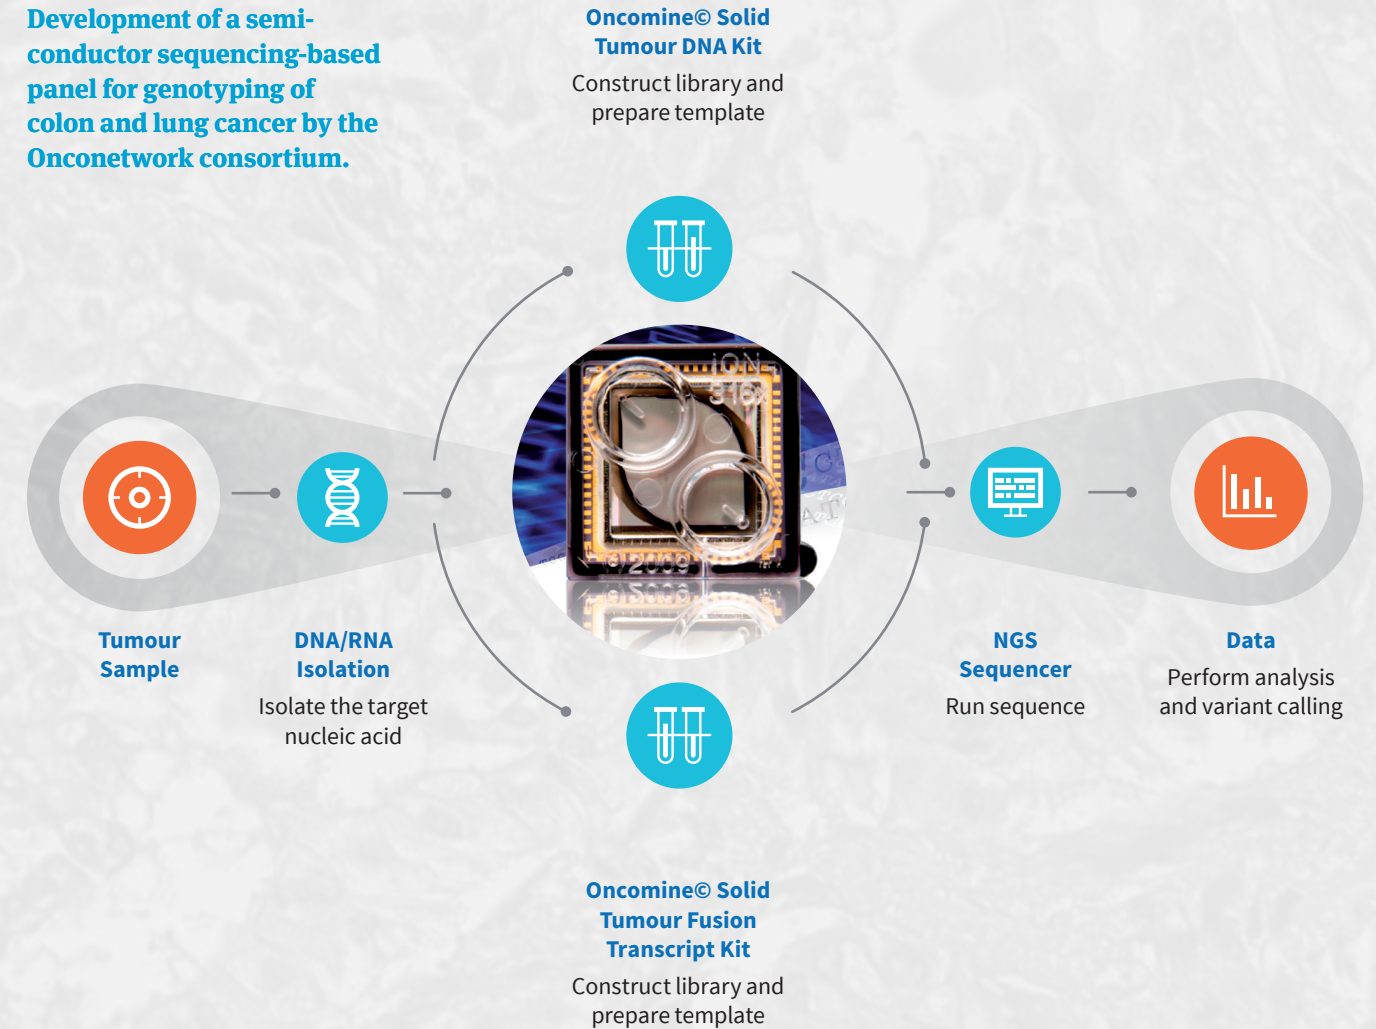 Development of a semi-
conductor sequencing-based
panel for genotyping of
colon and lung cancer by the
Onconetwork consortium.
Oncomine© Solid
Tumour DNA Kit
Construct library and
prepare template
iON
316
©2009
Tumour
Sample
DNA/RNA
Isolation
Isolate the target
nucleic acid
NGS
Sequencer
Run sequence
Data
Perform analysis
and variant calling
Oncomine© Solid
Tumour Fusion
Transcript Kit
Construct library and
prepare template